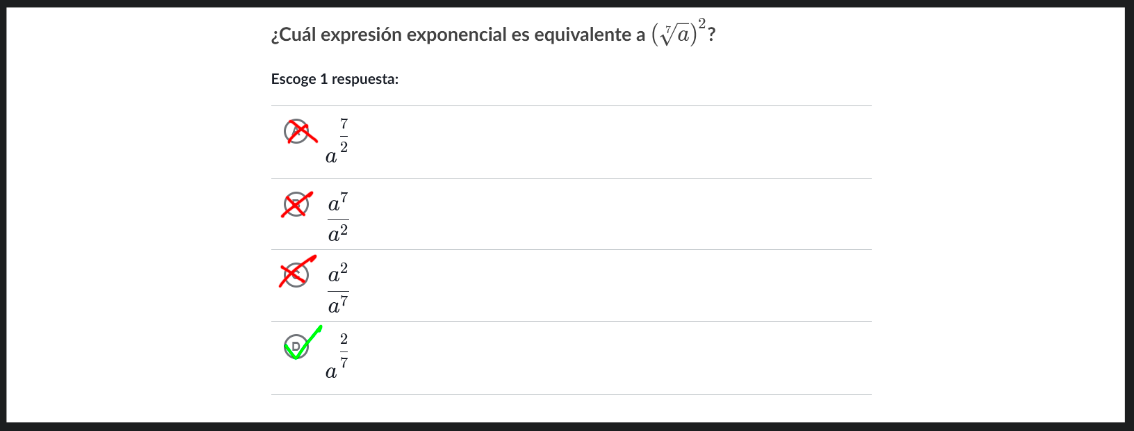 ¿Cuál expresión exponencial es equivalente a $(\sqrt[7]{a})^2$?
Escoge 1 respuesta:
$a^{\frac{7}{2}}$
$\frac{a^7}{a^2}$
$\frac{a^2}{a^7}$
D $a^{\frac{2}{7}}$